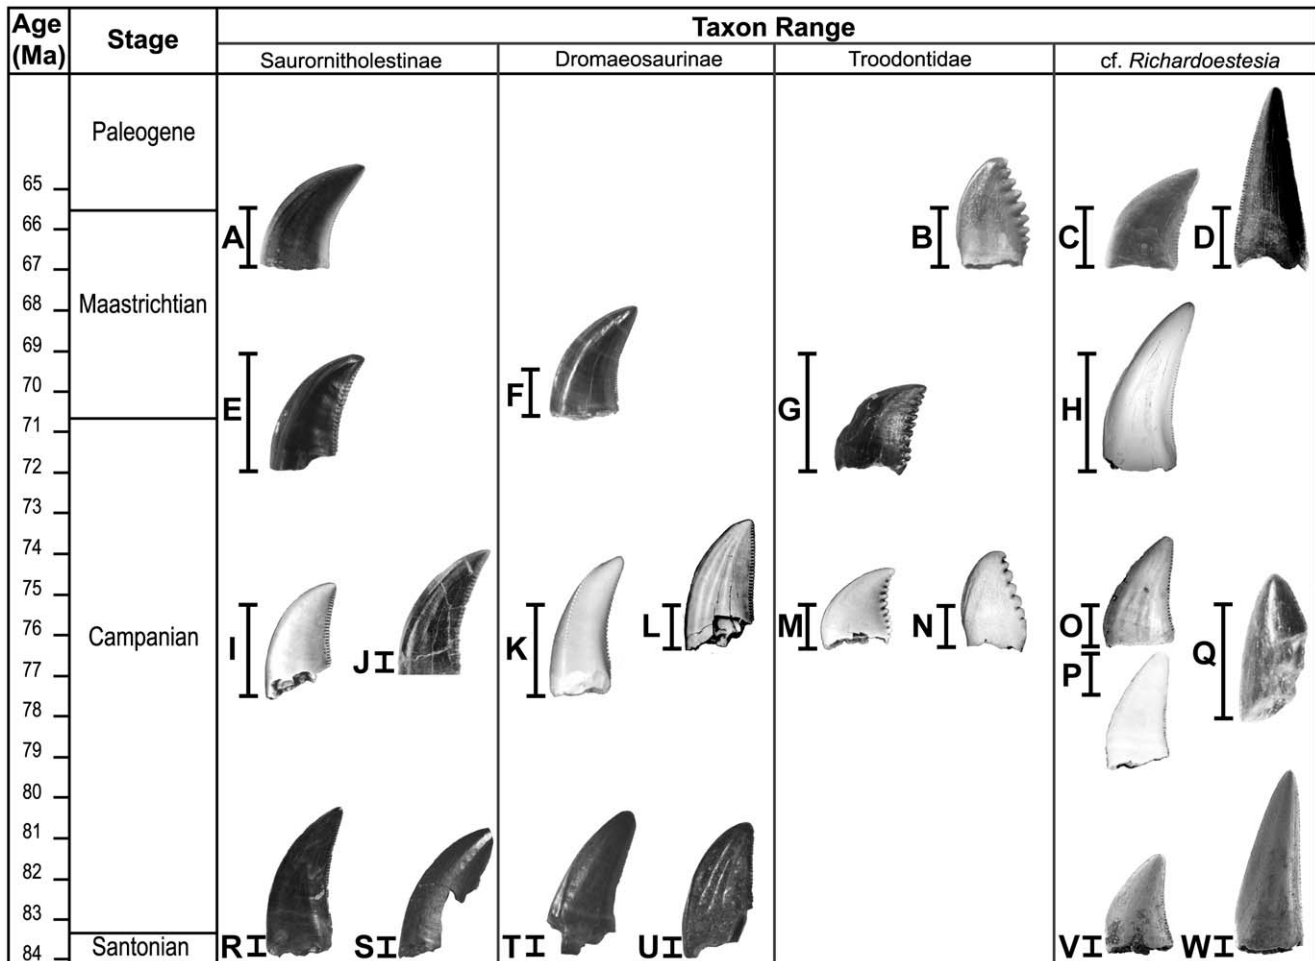 Age
(Ma)
Stage
Taxon Range
Saurornitholestinae
Dromaeosaurinae
Troodontidae
cf. Richardoestesia
Paleogene
65
66
A
B
C
D
67
Maastrichtian
68
69
70
E
F
G
H
71
72
73
74
75
76
Campanian
I
J
K
L
M
N
O
P
Q
77
78
79
80
81
82
83
Santonian
84
R
S
T
U
V
W